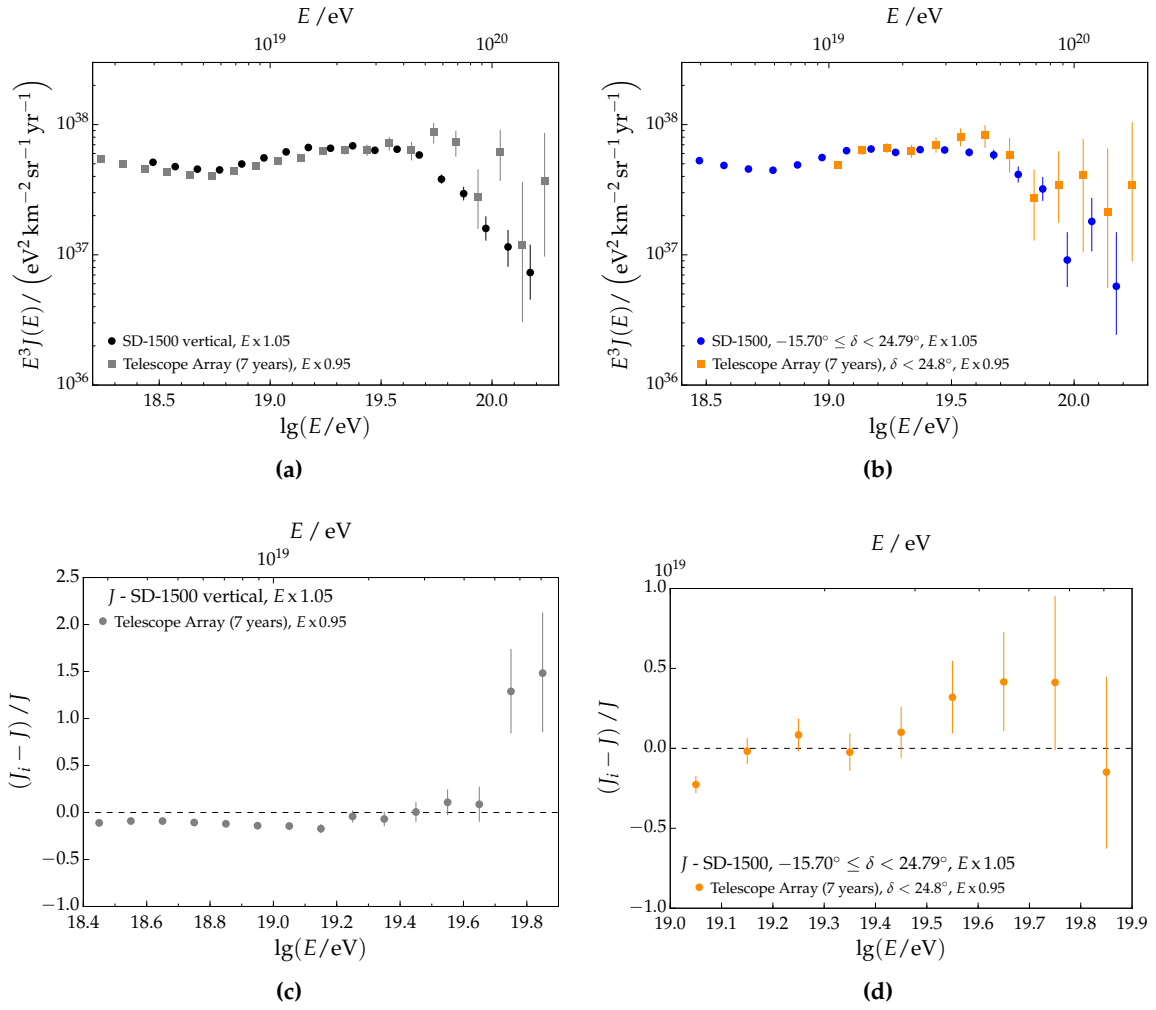 E / eV
10^19 10^20
E^3 J(E) / (eV^2 km^−2 sr^−1 yr^−1)
10^38
10^37
10^36
SD-1500 vertical, E x 1.05
Telescope Array (7 years), E x 0.95
18.5 19.0 19.5 20.0
lg(E/eV)
(a)
E / eV
10^19 10^20
E^3 J(E) / (eV^2 km^−2 sr^−1 yr^−1)
10^38
10^37
10^36
SD-1500, −15.70° ≤ δ < 24.79°, E x 1.05
Telescope Array (7 years), δ < 24.8°, E x 0.95
18.5 19.0 19.5 20.0
lg(E/eV)
(b)
E / eV
10^19
(J_i − J) / J
2.5
2.0
1.5
1.0
0.5
0.0
−0.5
−1.0
J - SD-1500 vertical, E x 1.05
Telescope Array (7 years), E x 0.95
18.4 18.6 18.8 19.0 19.2 19.4 19.6 19.8
lg(E/eV)
(c)
E / eV
10^19
(J_i − J) / J
1.0
0.5
0.0
−0.5
−1.0
J - SD-1500, −15.70° ≤ δ < 24.79°, E x 1.05
Telescope Array (7 years), δ < 24.8°, E x 0.95
19.0 19.1 19.2 19.3 19.4 19.5 19.6 19.7 19.8 19.9
lg(E/eV)
(d)